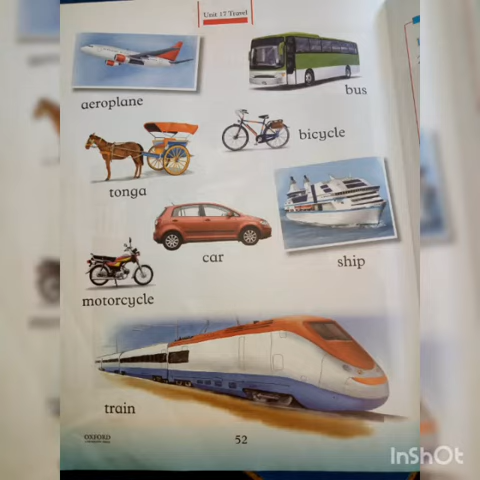 Unit 17 Travel
aeroplane
bus
bicycle
tonga
car
ship
motorcycle
train
OXFORD
52
InShOt